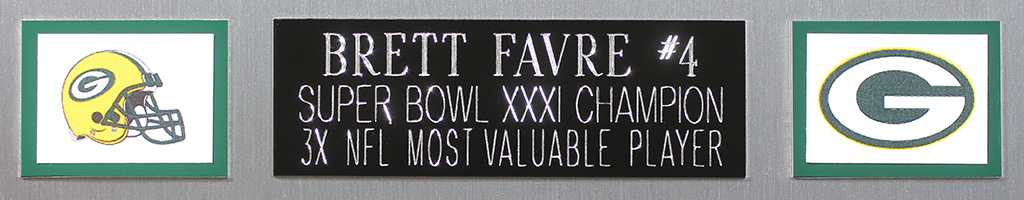 BRETT FAVRE #4
SUPER BOWL XXXI CHAMPION
3X NFL MOST VALUABLE PLAYER
G
G